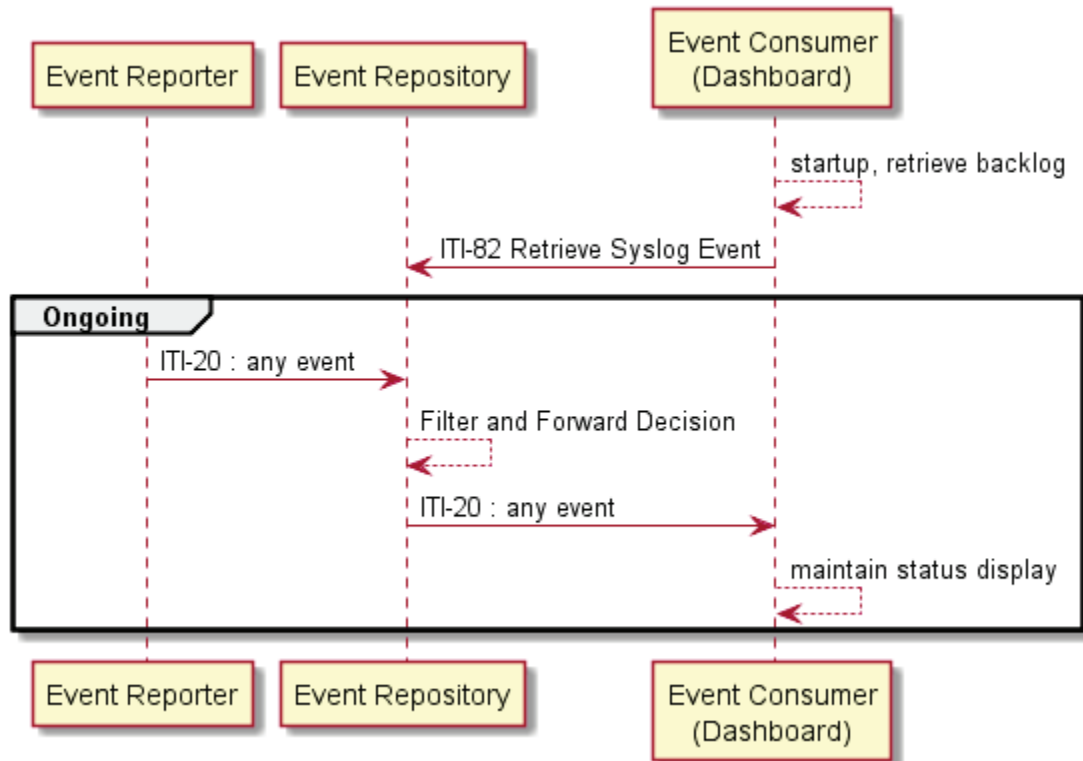 Event Reporter
Event Repository
Event Consumer
(Dashboard)
startup, retrieve backlog
ITI-82 Retrieve Syslog Event
Ongoing
ITI-20 : any event
Filter and Forward Decision
ITI-20 : any event
maintain status display
Event Reporter
Event Repository
Event Consumer
(Dashboard)